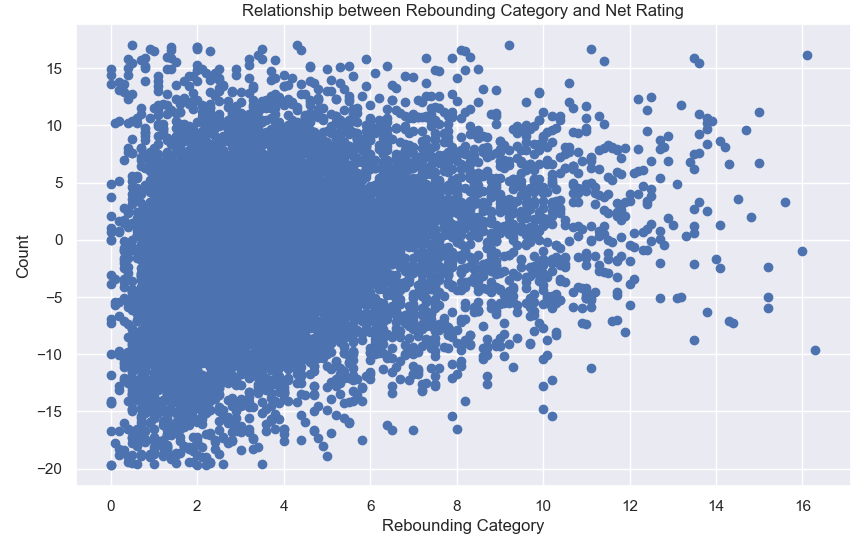 Relationship between Rebounding Category and Net Rating
Count
15
10
5
0
−5
−10
−15
−20
0 2 4 6 8 10 12 14 16
Rebounding Category